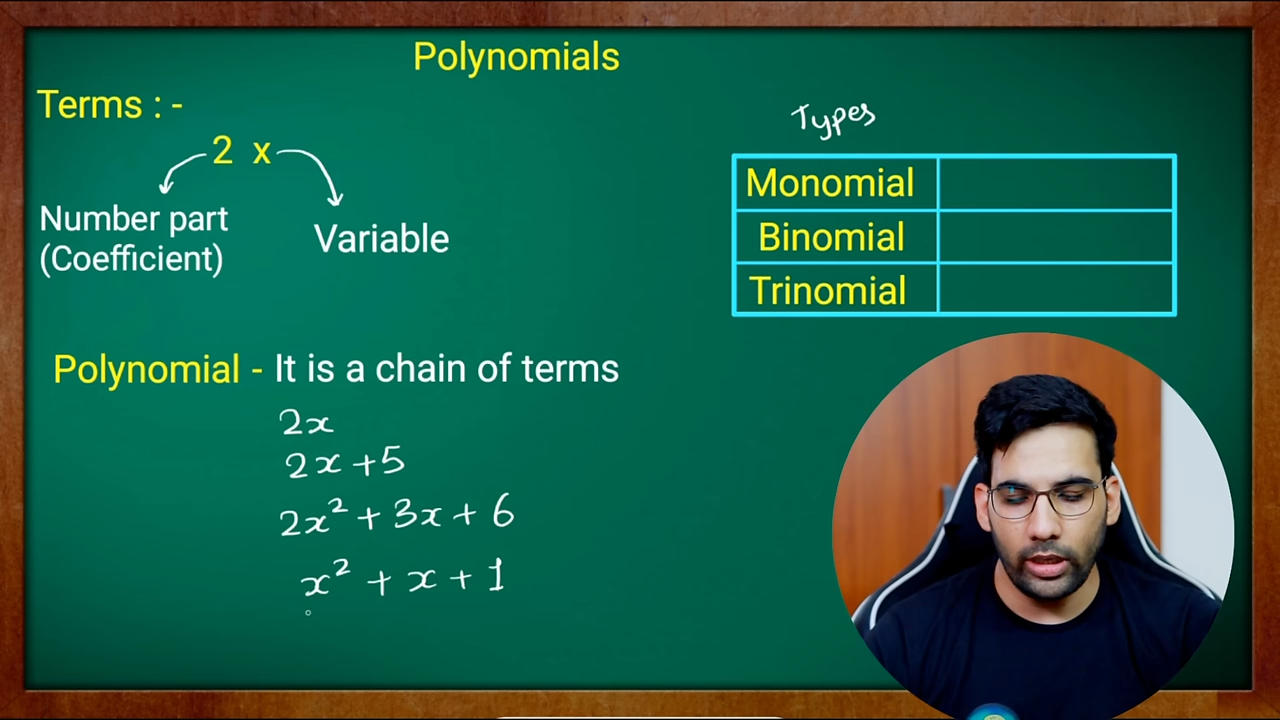 Polynomials
Terms : -
2 x
Number part
(Coefficient)
Variable
Types
Monomial
Binomial
Trinomial
Polynomial - It is a chain of terms
2x
2x + 5
2x² + 3x + 6
x² + x + 1